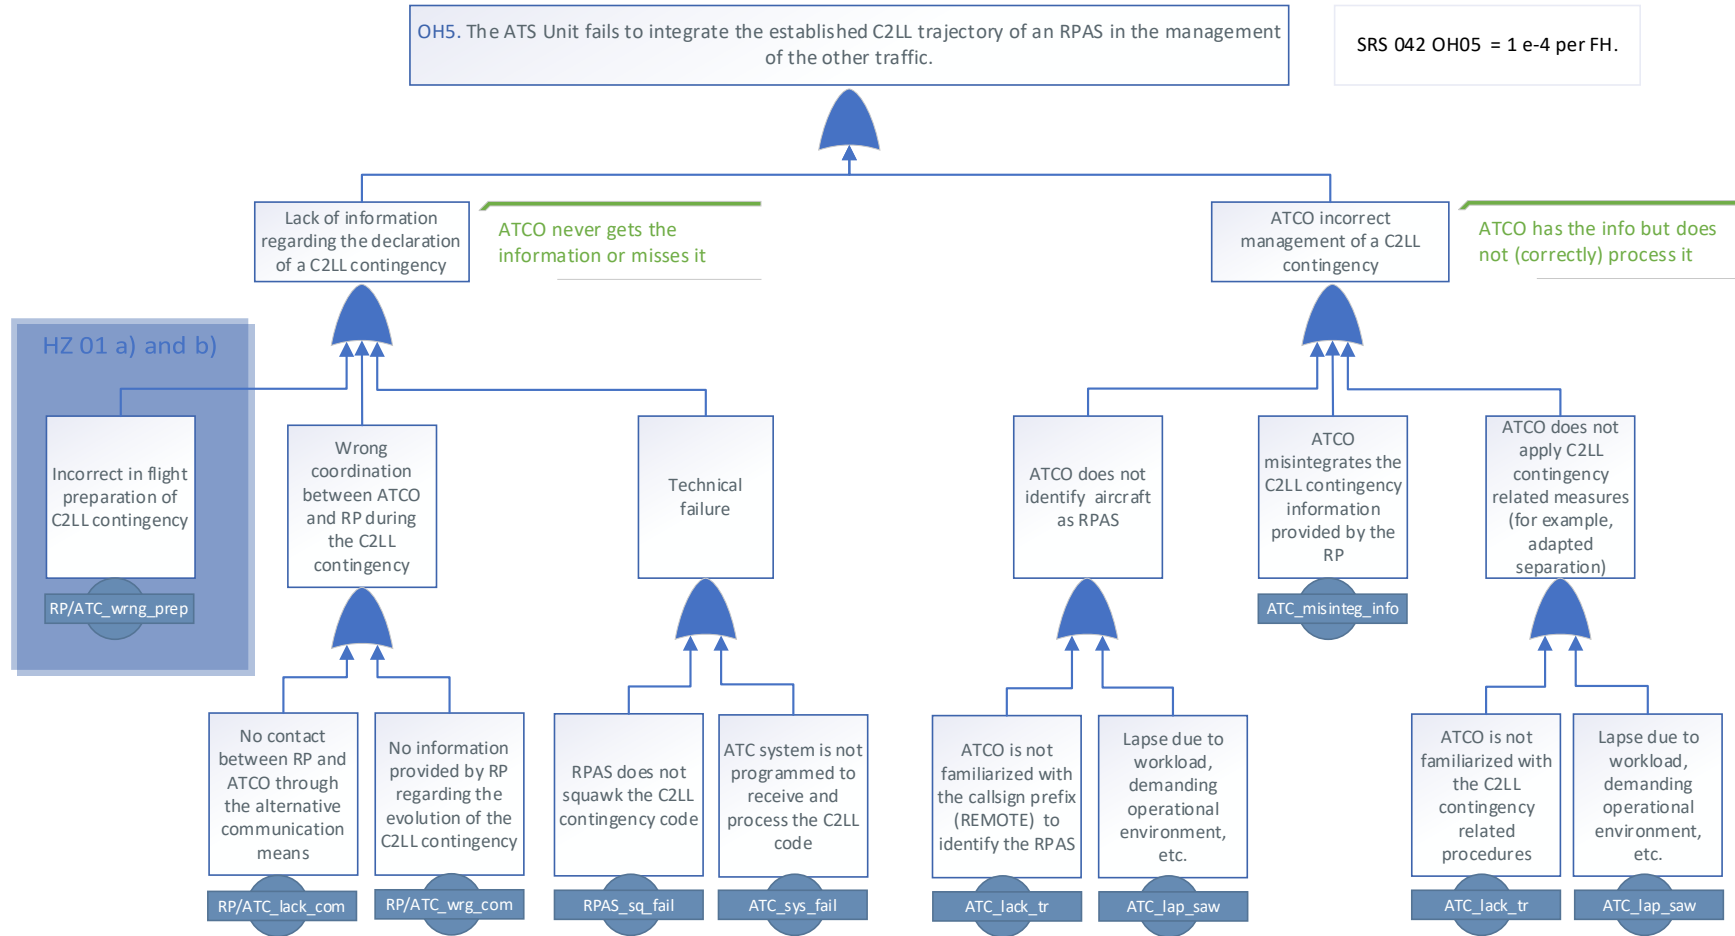 OH5. The ATS Unit fails to integrate the established C2LL trajectory of an RPAS in the management
of the other traffic.
SRS 042 OH05  = 1 e-4 per FH.
Lack of information
regarding the declaration
of a C2LL contingency
ATCO never gets the
information or misses it
ATCO incorrect
management of a C2LL
contingency
ATCO has the info but does
not (correctly) process it
HZ 01 a) and b)
Incorrect in flight
preparation of
C2LL contingency
RP/ATC_wrng_prep
Wrong
coordination
between ATCO
and RP during
the C2LL
contingency
Technical
failure
ATCO does not
identify aircraft
as RPAS
ATCO
misintegrates the
C2LL contingency
information
provided by the
RP
ATC_misinteg_info
ATCO does not
apply C2LL
contingency
related measures
(for example,
adapted
separation)
No contact
between RP and
ATCO through
the alternative
communication
means
RP/ATC_lack_com
No information
provided by RP
regarding the
evolution of the
C2LL contingency
RP/ATC_wrg_com
RPAS does not
squawk the C2LL
contingency code
RPAS_sq_fail
ATC system is not
programmed to
receive and
process the C2LL
code
ATC_sys_fail
ATCO is not
familiarized with
the callsign prefix
(REMOTE) to
identify the RPAS
ATC_lack_tr
Lapse due to
workload,
demanding
operational
environment,
etc.
ATC_lap_saw
ATCO is not
familiarized with
the C2LL
contingency
related
procedures
ATC_lack_tr
Lapse due to
workload,
demanding
operational
environment,
etc.
ATC_lap_saw